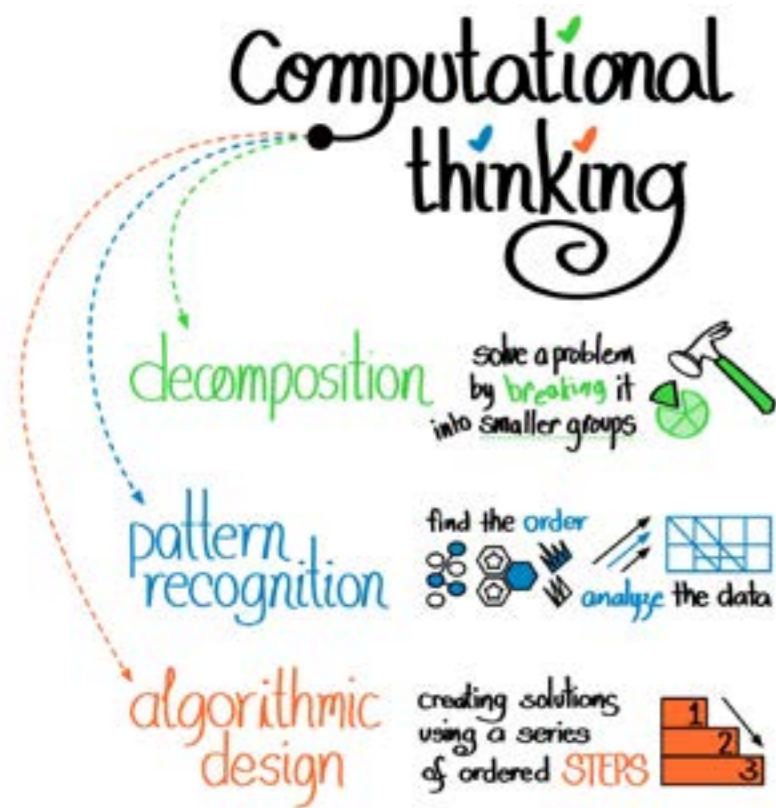 Computational
thinking
decomposition
solve a problem
by breaking it
into smaller groups
pattern
recognition
find the order
analyze the data
algorithmic
design
creating solutions
using a series
of ordered STEPS
1
2
3